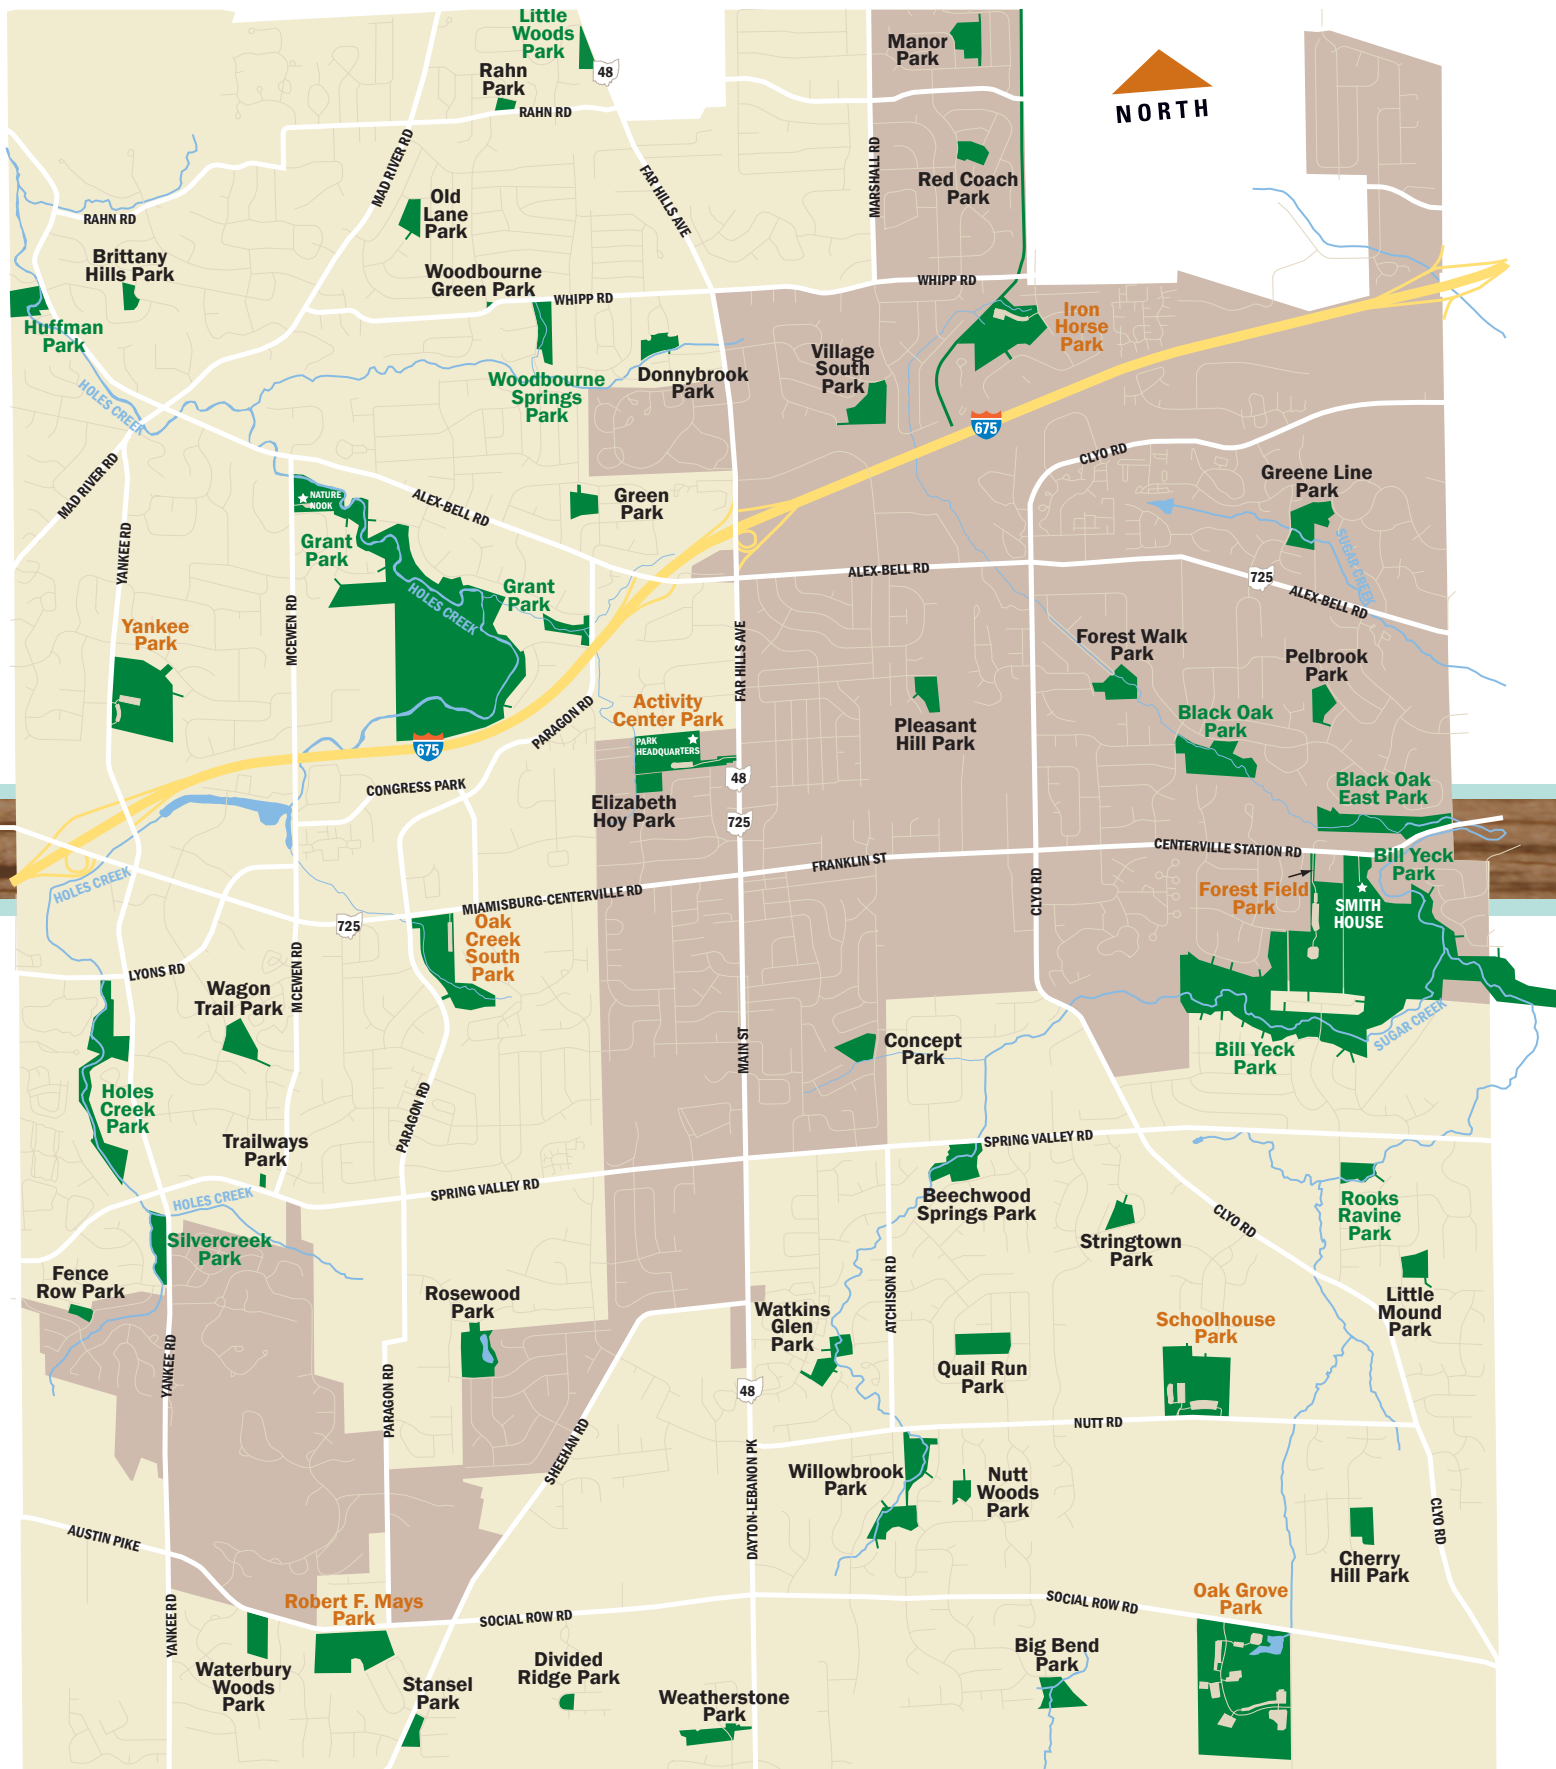 Little
Woods
Park
48
Rahn
Park
RAHN RD
Manor
Park
NORTH
MAD RIVER RD
MARSHALL RD
FAR HILLS AVE
Red Coach
Park
Old
Lane
Park
RAHN RD
Brittany
Hills Park
Woodbourne
Green Park
WHIPP RD
WHIPP RD
Huffman
Park
Iron
Horse
Park
Village
South
Park
Donnybrook
Park
Woodbourne
Springs
Park
HOLES CREEK
675
CLYO RD
MAD RIVER RD
Greene Line
Park
NATURE
NOOK
ALEX-BELL RD
Green
Park
YANKEE RD
Grant
Park
SUGAR CREEK
ALEX-BELL RD
725
ALEX-BELL RD
Grant
Park
HOLES CREEK
MCEWEN RD
Yankee
Park
FAR HILLS AVE
Forest Walk
Park
Pelbrook
Park
Activity
Center Park
PARAGON RD
Black Oak
Park
Pleasant
Hill Park
PARK
HEADQUARTERS
675
48
CONGRESS PARK
Black Oak
East Park
Elizabeth
Hoy Park
725
FRANKLIN ST
CENTERVILLE STATION RD
Bill Yeck
Park
HOLES CREEK
MIAMISBURG-CENTERVILLE RD
CLYO RD
Forest Field
Park
SMITH
HOUSE
725
Oak
Creek
South
Park
LYONS RD
MCEWEN RD
Wagon
Trail Park
MAIN ST
Concept
Park
SUGAR CREEK
Bill Yeck
Park
Holes
Creek
Park
PARAGON RD
Trailways
Park
SPRING VALLEY RD
SPRING VALLEY RD
HOLES CREEK
Beechwood
Springs Park
Rooks
Ravine
Park
CLYO RD
Stringtown
Park
Silvercreek
Park
Fence
Row Park
Rosewood
Park
ATCHISON RD
Watkins
Glen
Park
Little
Mound
Park
Schoolhouse
Park
YANKEE RD
PARAGON RD
Quail Run
Park
48
NUTT RD
SHEEHAN RD
DAYTON-LEBANON PK
Willowbrook
Park
Nutt
Woods
Park
CLYO RD
AUSTIN PIKE
Cherry
Hill Park
Robert F. Mays
Park
YANKEE RD
SOCIAL ROW RD
SOCIAL ROW RD
Oak Grove
Park
Big Bend
Park
Waterbury
Woods
Park
Divided
Ridge Park
Stansel
Park
Weatherstone
Park